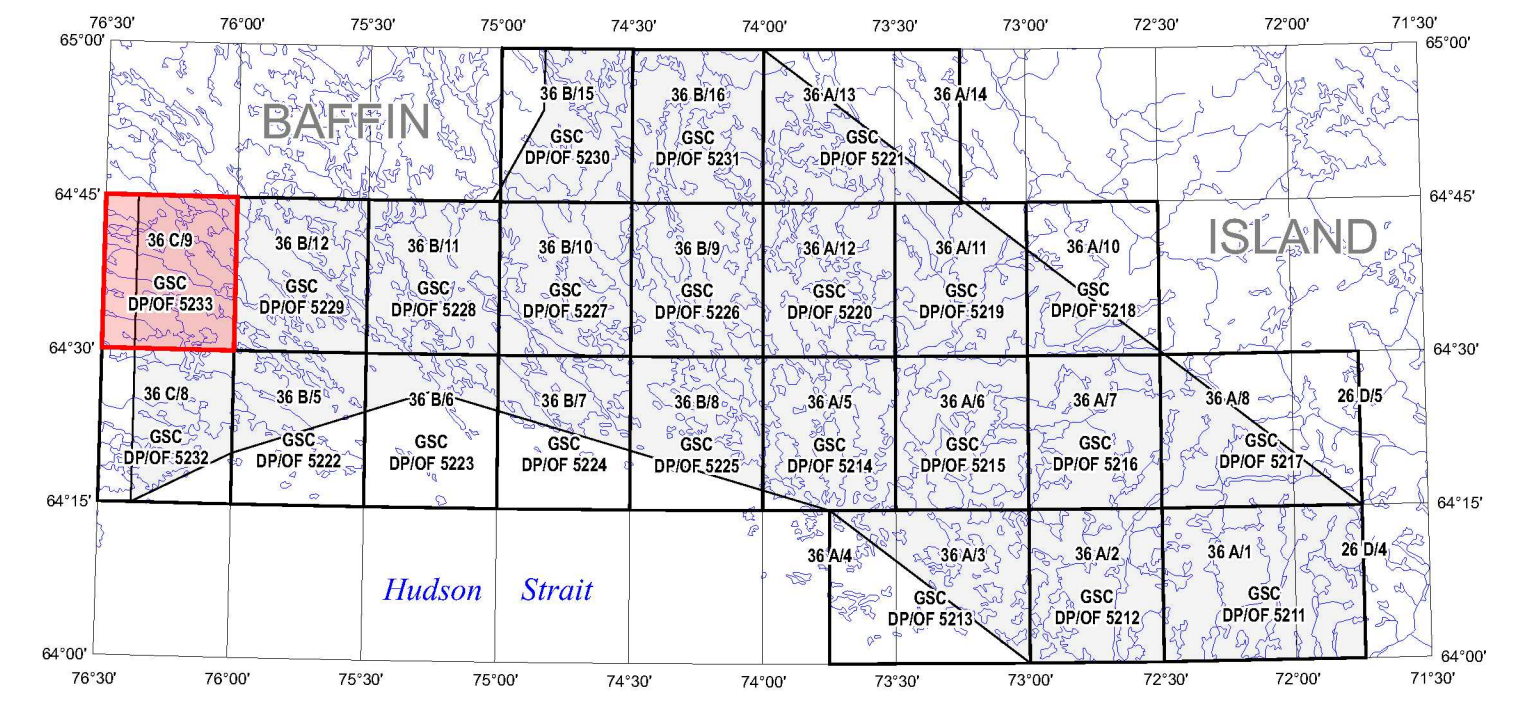 76°30' 76°00' 75°30' 75°00' 74°30' 74°00' 73°30' 73°00' 72°30' 72°00' 71°30'
65°00' 65°00'
36 B/15 36 B/16 36 A/13 36 A/14
BAFFIN
GSC GSC GSC
DP/OF 5230 DP/OF 5231 DP/OF 5221
64°45' 64°45'
ISLAND
36 C/9 36 B/12 36 B/11 36 B/10 36 B/9 36 A/12 36 A/11 36 A/10
GSC GSC GSC GSC GSC GSC GSC GSC
DP/OF 5233 DP/OF 5229 DP/OF 5228 DP/OF 5227 DP/OF 5226 DP/OF 5220 DP/OF 5219 DP/OF 5218
64°30' 64°30'
36 C/8 36 B/5 36 B/6 36 B/7 36 B/8 36 A/5 36 A/6 36 A/7 36 A/8 26 D/5
GSC GSC GSC GSC GSC GSC GSC GSC GSC
DP/OF 5232 DP/OF 5222 DP/OF 5223 DP/OF 5224 DP/OF 5225 DP/OF 5214 DP/OF 5215 DP/OF 5216 DP/OF 5217
64°15' 64°15'
36 A/4 36 A/3 36 A/2 36 A/1 26 D/4
Hudson Strait
GSC GSC GSC
DP/OF 5213 DP/OF 5212 DP/OF 5211
64°00' 64°00'
76°30' 76°00' 75°30' 75°00' 74°30' 74°00' 73°30' 73°00' 72°30' 72°00' 71°30'